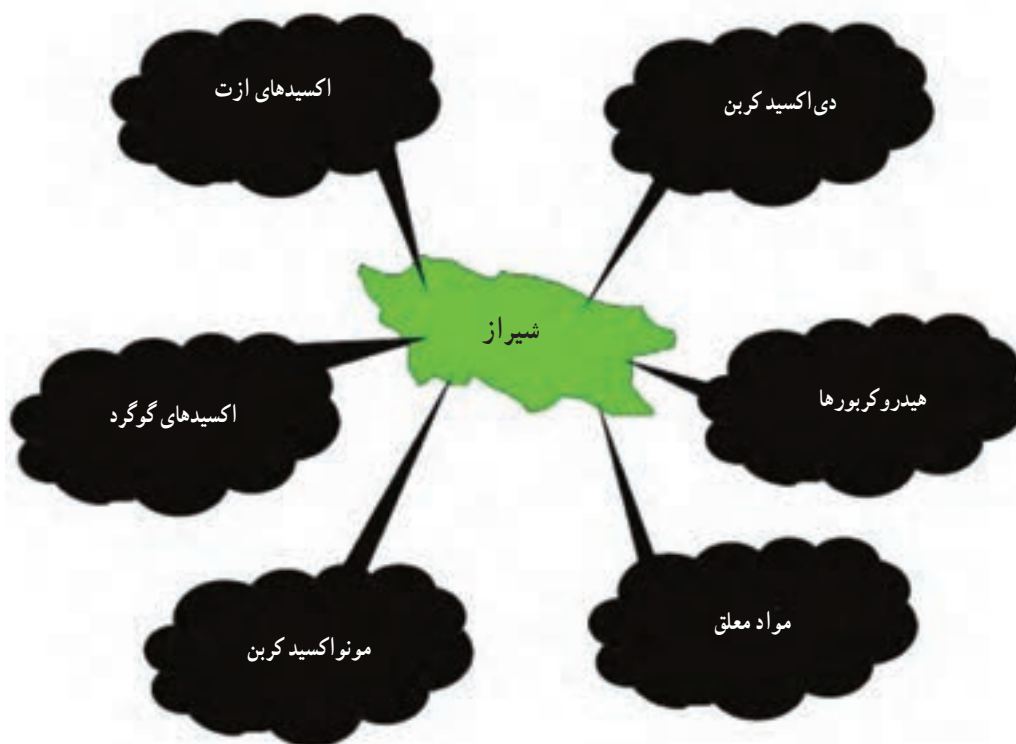 دی‌اکسید کربن
اکسیدهای ازت
شیراز
هیدروکربورها
اکسیدهای گوگرد
مواد معلق
مونواکسید کربن